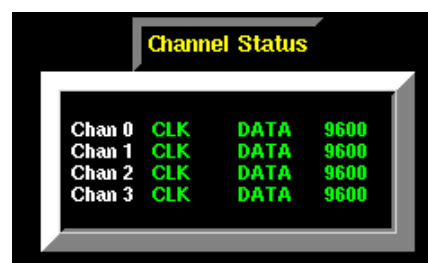 Channel Status
Chan 0 CLK DATA 9600
Chan 1 CLK DATA 9600
Chan 2 CLK DATA 9600
Chan 3 CLK DATA 9600